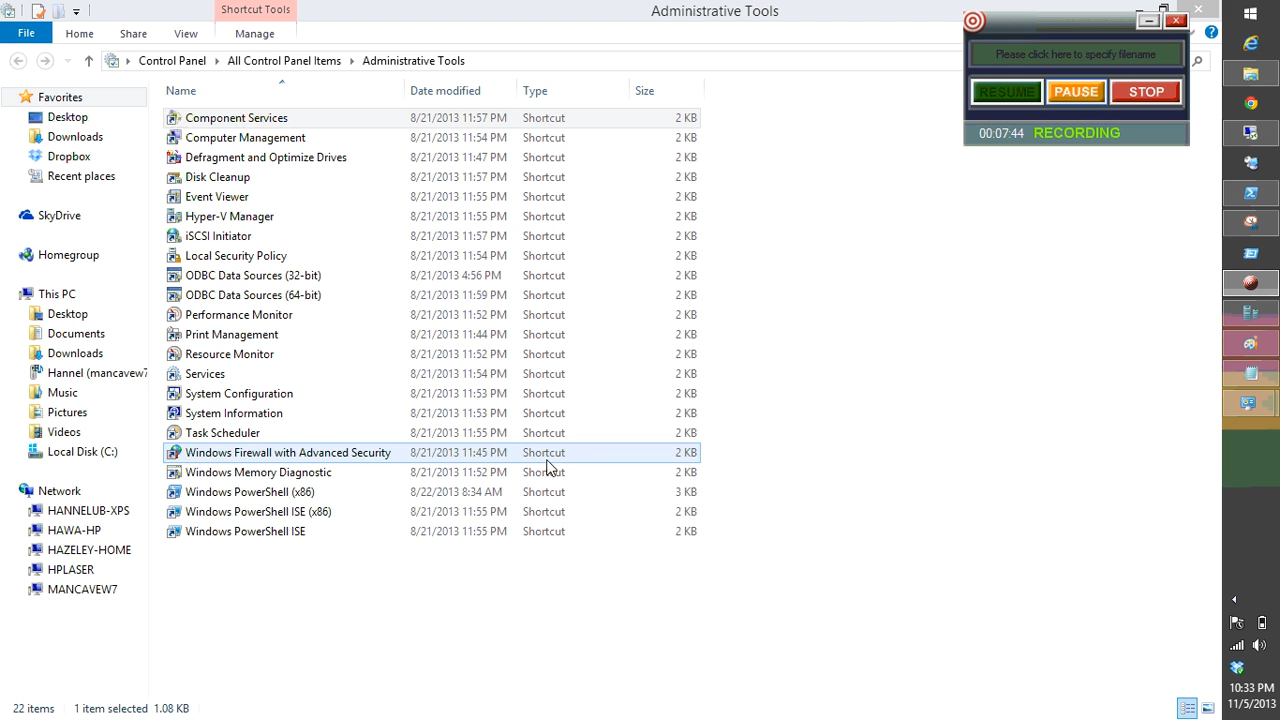 Shortcut Tools
Administrative Tools
File
Home
Share
View
Manage
Control Panel
All Control Panel Items
Administrative Tools
Please click here to specify filename
RESUME
PAUSE
STOP
00:07:44 RECORDING
Name Date modified Type Size
Favorites
Desktop
Downloads
Dropbox
Recent places
SkyDrive
Homegroup
This PC
Desktop
Documents
Downloads
Hannel (mancavew7
Music
Pictures
Videos
Local Disk (C:)
Network
HANNELUB-XPS
HAWA-HP
HAZELEY-HOME
HPLASER
MANCAVEW7
Component Services 8/21/2013 11:57 PM Shortcut 2 KB
Computer Management 8/21/2013 11:54 PM Shortcut 2 KB
Defragment and Optimize Drives 8/21/2013 11:47 PM Shortcut 2 KB
Disk Cleanup 8/21/2013 11:57 PM Shortcut 2 KB
Event Viewer 8/21/2013 11:55 PM Shortcut 2 KB
Hyper-V Manager 8/21/2013 11:55 PM Shortcut 2 KB
iSCSI Initiator 8/21/2013 11:57 PM Shortcut 2 KB
Local Security Policy 8/21/2013 11:54 PM Shortcut 2 KB
ODBC Data Sources (32-bit) 8/21/2013 4:56 PM Shortcut 2 KB
ODBC Data Sources (64-bit) 8/21/2013 11:59 PM Shortcut 2 KB
Performance Monitor 8/21/2013 11:52 PM Shortcut 2 KB
Print Management 8/21/2013 11:44 PM Shortcut 2 KB
Resource Monitor 8/21/2013 11:52 PM Shortcut 2 KB
Services 8/21/2013 11:54 PM Shortcut 2 KB
System Configuration 8/21/2013 11:53 PM Shortcut 2 KB
System Information 8/21/2013 11:53 PM Shortcut 2 KB
Task Scheduler 8/21/2013 11:55 PM Shortcut 2 KB
Windows Firewall with Advanced Security 8/21/2013 11:45 PM Shortcut 2 KB
Windows Memory Diagnostic 8/21/2013 11:52 PM Shortcut 2 KB
Windows PowerShell (x86) 8/22/2013 8:34 AM Shortcut 3 KB
Windows PowerShell ISE (x86) 8/21/2013 11:55 PM Shortcut 2 KB
Windows PowerShell ISE 8/21/2013 11:55 PM Shortcut 2 KB
22 items 1 item selected 1.08 KB
10:33 PM
11/5/2013